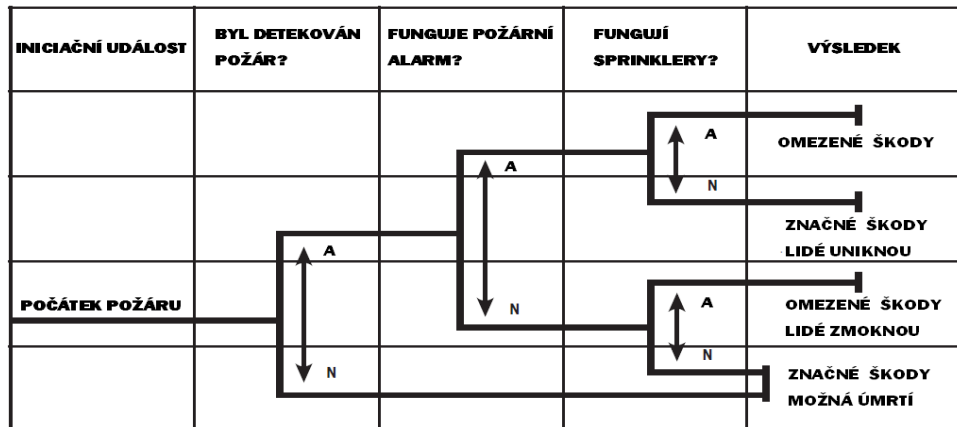 INICIAČNÍ UDÁLOST
BYL DETEKOVÁN
POŽÁR?
FUNGUJE POŽÁRNÍ
ALARM?
FUNGUJÍ
SPRINKLERY?
VÝSLEDEK
A
OMEZENÉ ŠKODY
A
N
ZNAČNÉ ŠKODY
LIDÉ UNIKNOU
A
POČÁTEK POŽÁRU
N
A
OMEZENÉ ŠKODY
LIDÉ ZMOKNOU
N
N
ZNAČNÉ ŠKODY
MOŽNÁ ÚMRTÍ